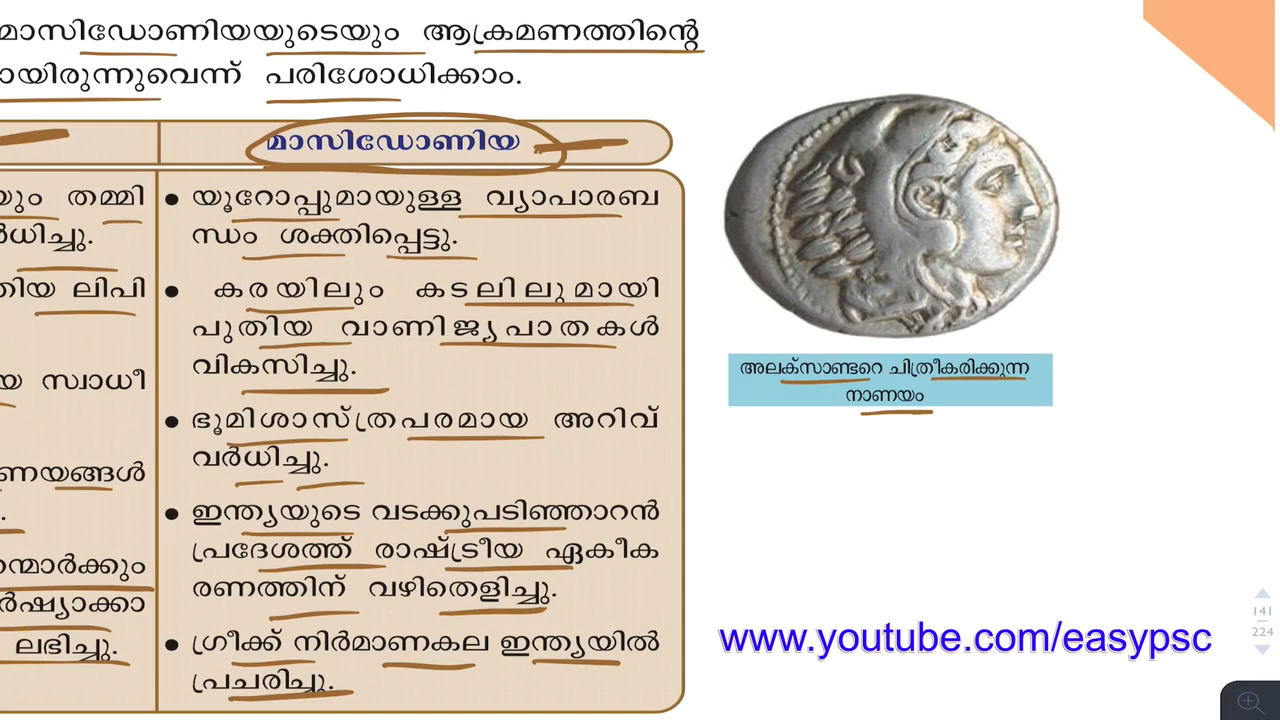 മാസിഡോണിയയുടെയും ആക്രമണത്തിന്റെ
ായിരുന്നുവെന്ന് പരിശോധിക്കാം.
മാസിഡോണിയ
യും തമ്മി
ർധിച്ചു.
തിയ ലിപി
യ സ്വാധീ
ണയങ്ങൾ
.
ന്മാർക്കും
ർഷ്യാക്കാ
ലഭിച്ചു.
• യൂറോപ്പുമായുള്ള വ്യാപാരബ
ന്ധം ശക്തിപ്പെട്ടു.
• കരയിലും കടലിലുമായി
പുതിയ വാണിജ്യപാതകൾ
വികസിച്ചു.
• ഭൂമിശാസ്ത്രപരമായ അറിവ്
വർധിച്ചു.
• ഇന്ത്യയുടെ വടക്കുപടിഞ്ഞാറൻ
പ്രദേശത്ത് രാഷ്ട്രീയ ഏകീക
രണത്തിന് വഴിതെളിച്ചു.
• ഗ്രീക്ക് നിർമാണകല ഇന്ത്യയിൽ
പ്രചരിച്ചു.
അലക്സാണ്ടറെ ചിത്രീകരിക്കുന്ന
നാണയം
www.youtube.com/easypsc
141
224